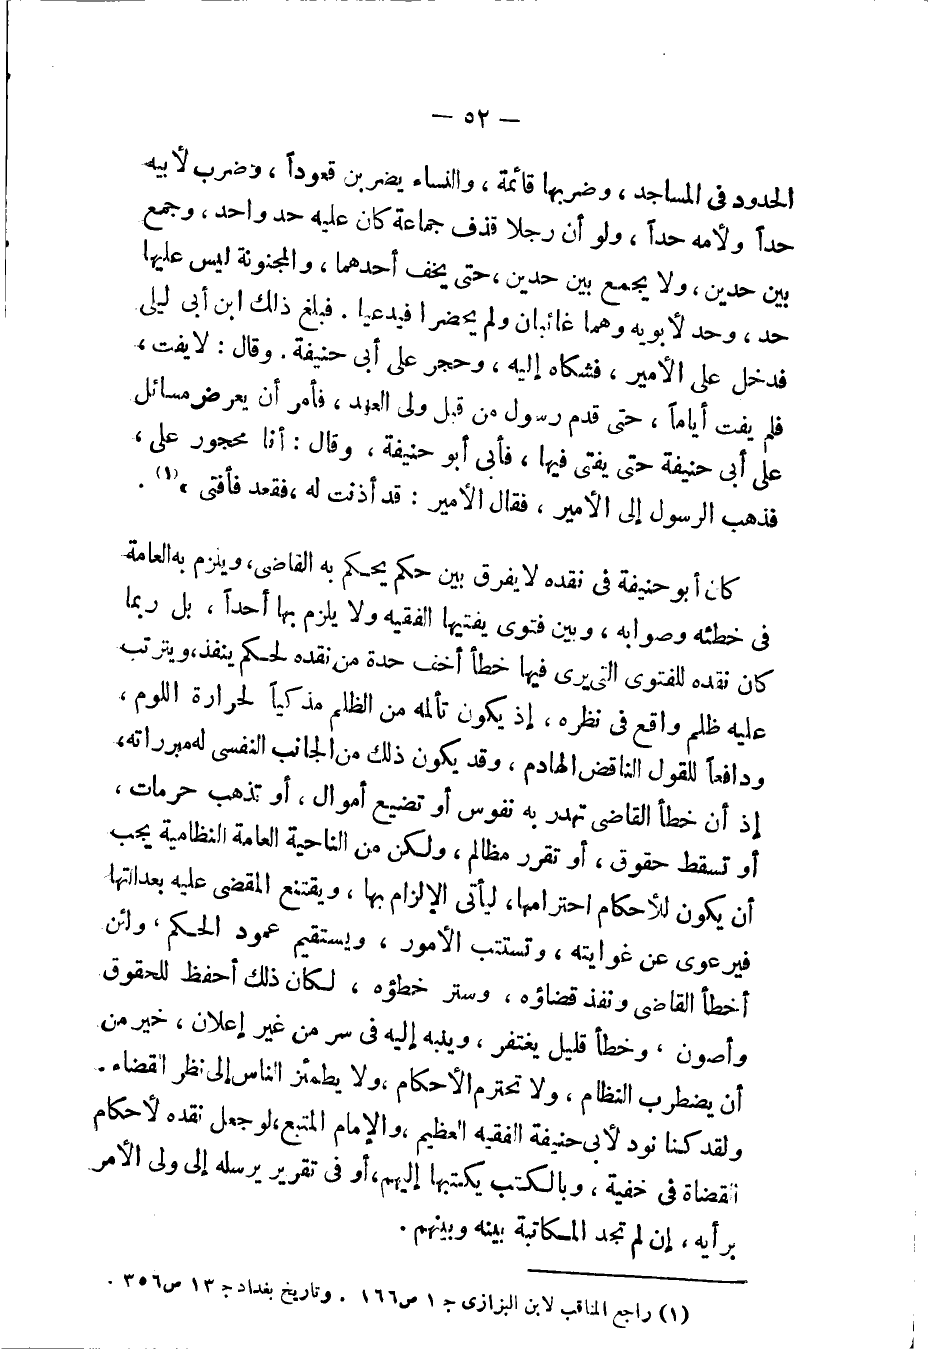 — ٥٢ —
الحدود فى المساجد ، وضربها قائمة ، والنساء يضربن قعوداً ، وضرب لأبيه
حداً ولأمه حداً ، ولو أن رجلا قذف جماعة كان عليه حد واحد ، وجمع
بين حدين ، ولا يجمع بين حدين ، حتى يخف أحدهما ، والمجنونة ليس عليها
حد ، وحد لأبويه وهما غائبان ولم يحضرا فيدعيا . فبلغ ذلك ابن أبى ليلى
فدخل على الأمير ، فشكاه إليه ، وحجر على أبى حنيفة . وقال : لا يفت ،
فلم يفت أياماً ، حتى قدم رسول من قبل ولى العهد ، فأمر أن يعرض مسائل
على أبى حنيفة حتى يفتى فيها ، فأبى أبو حنيفة ، وقال : أنا محجور على ،
فذهب الرسول إلى الأمير ، فقال الأمير : قد أذنت له ، فقعد فأفتى »(١) .
كان أبو حنيفة فى نقده لا يفرق بين حكم يحكم به القاضى ، ويلزم به العامة
فى خطئه وصوابه ، وبين فتوى يفتيها الفقيه ولا يلزم بها أحداً ، بل ربما
كان نقده للفتوى التى يرى فيها خطأ أخف حدة من نقده لحكم ينفذ ، ويترتب
عليه ظلم واقع فى نظره ، إذ يكون تألمه من الظلم مذكياً لحرارة اللوم ،
ودافعاً للقول الناقض الهادم ، وقد يكون ذلك من الجانب النفسى له مبرراته ،
إذ أن خطأ القاضى تهدر به نفوس أو تضيع أموال ، أو تذهب حرمات ،
أو تسقط حقوق ، أو تقرر مظالم ، ولكن من الناحية العامة النظامية يجب
أن يكون للأحكام احترامها ، ليأتى الإلزام بها ، ويقتنع المقضى عليه بعدالتها
فيرعوى عن غوايته ، وتستتب الأمور ، ويستقيم عمود الحكم ، ولئن
أخطأ القاضى ونفذ قضاؤه ، وستر خطؤه ، لكان ذلك أحفظ للحقوق
وأصون ، وخطأ قليل يغتفر ، وينبه إليه فى سر من غير إعلان ، خير من
أن يضطرب النظام ، ولا تحترم الأحكام ، ولا يطمئن الناس إلى نظر القضاء .
ولقد كنا نود لأبى حنيفة الفقيه العظيم ، والإمام المتبع ، لو جعل نقده لأحكام
القضاة فى خفية ، وبالكتب يكتبها إليهم ، أو فى تقرير يرسله إلى ولى الأمر
برأيه ، إن لم تجد المكاتبة بينه وبينهم .
(١) راجع المناقب لابن البزازى ج ١ ص ١٦٦ . وتاريخ بغداد ج ١٣ ص ٣٥٦ .